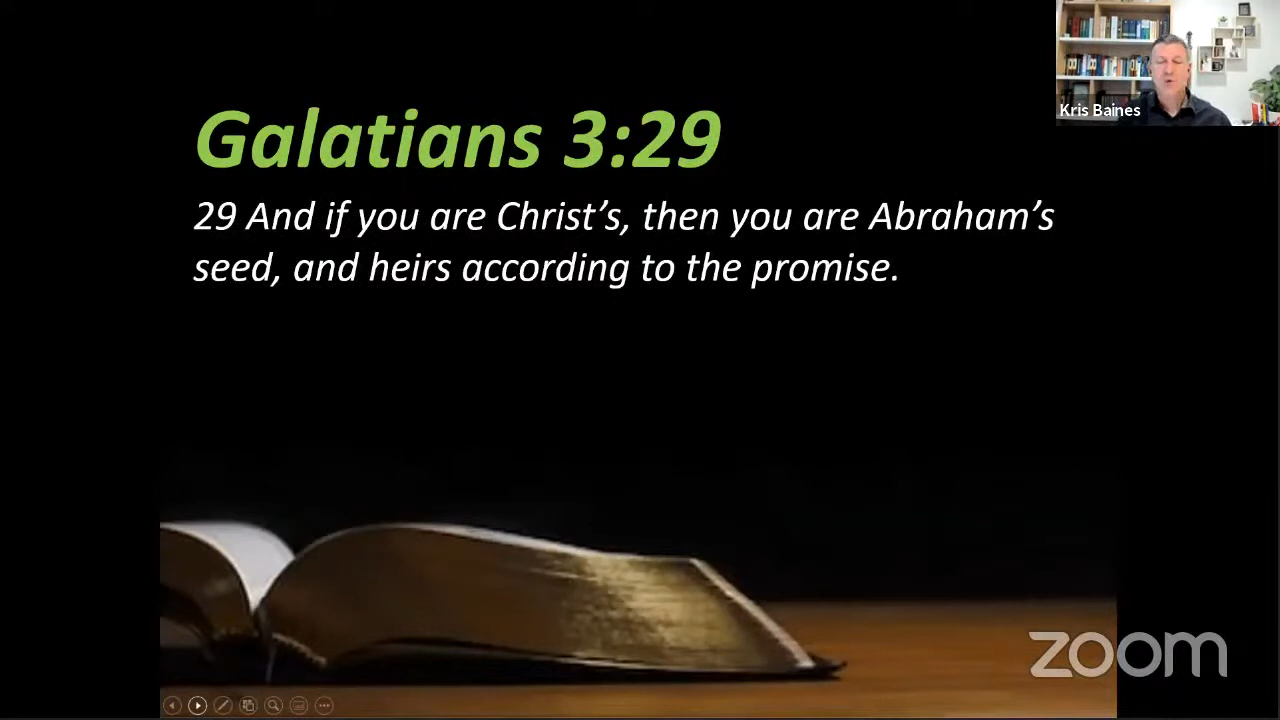 Galatians 3:29
29 And if you are Christ’s, then you are Abraham’s
seed, and heirs according to the promise.
Kris Baines
zoom